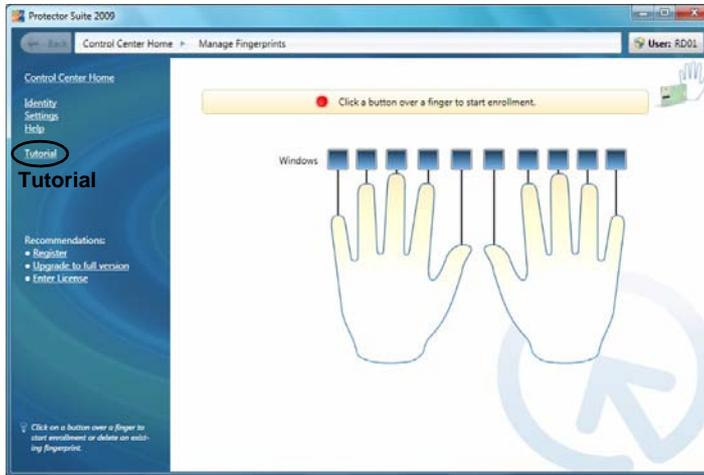 Protector Suite 2009
Back
Control Center Home ▸ Manage Fingerprints
User: RD01
Control Center Home
Identity
Settings
Help
Tutorial
Tutorial
Recommendations:
• Register
• Upgrade to full version
• Enter License
Click on a button over a finger to
start enrollment or delete an exist-
ing fingerprint.
Click a button over a finger to start enrollment.
Windows